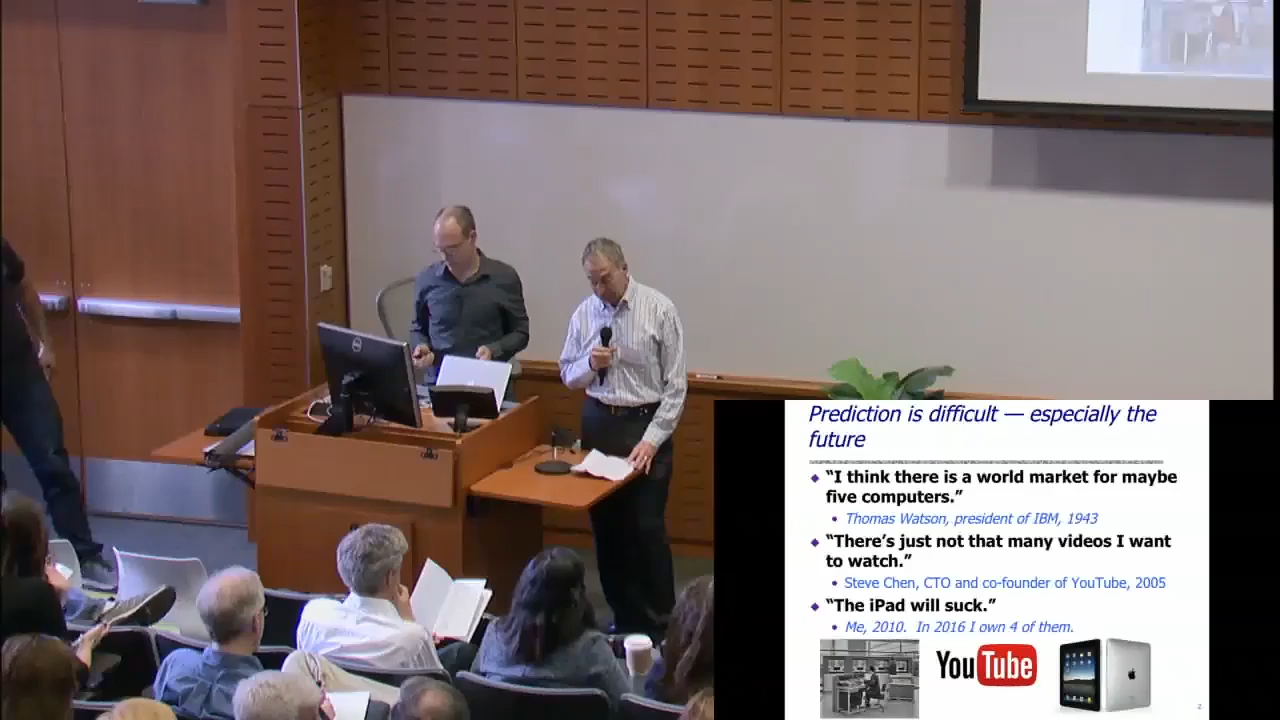 Prediction is difficult — especially the
future
“I think there is a world market for maybe
five computers.”
Thomas Watson, president of IBM, 1943
“There’s just not that many videos I want
to watch.”
Steve Chen, CTO and co-founder of YouTube, 2005
“The iPad will suck.”
Me, 2010. In 2016 I own 4 of them.
YouTube
2